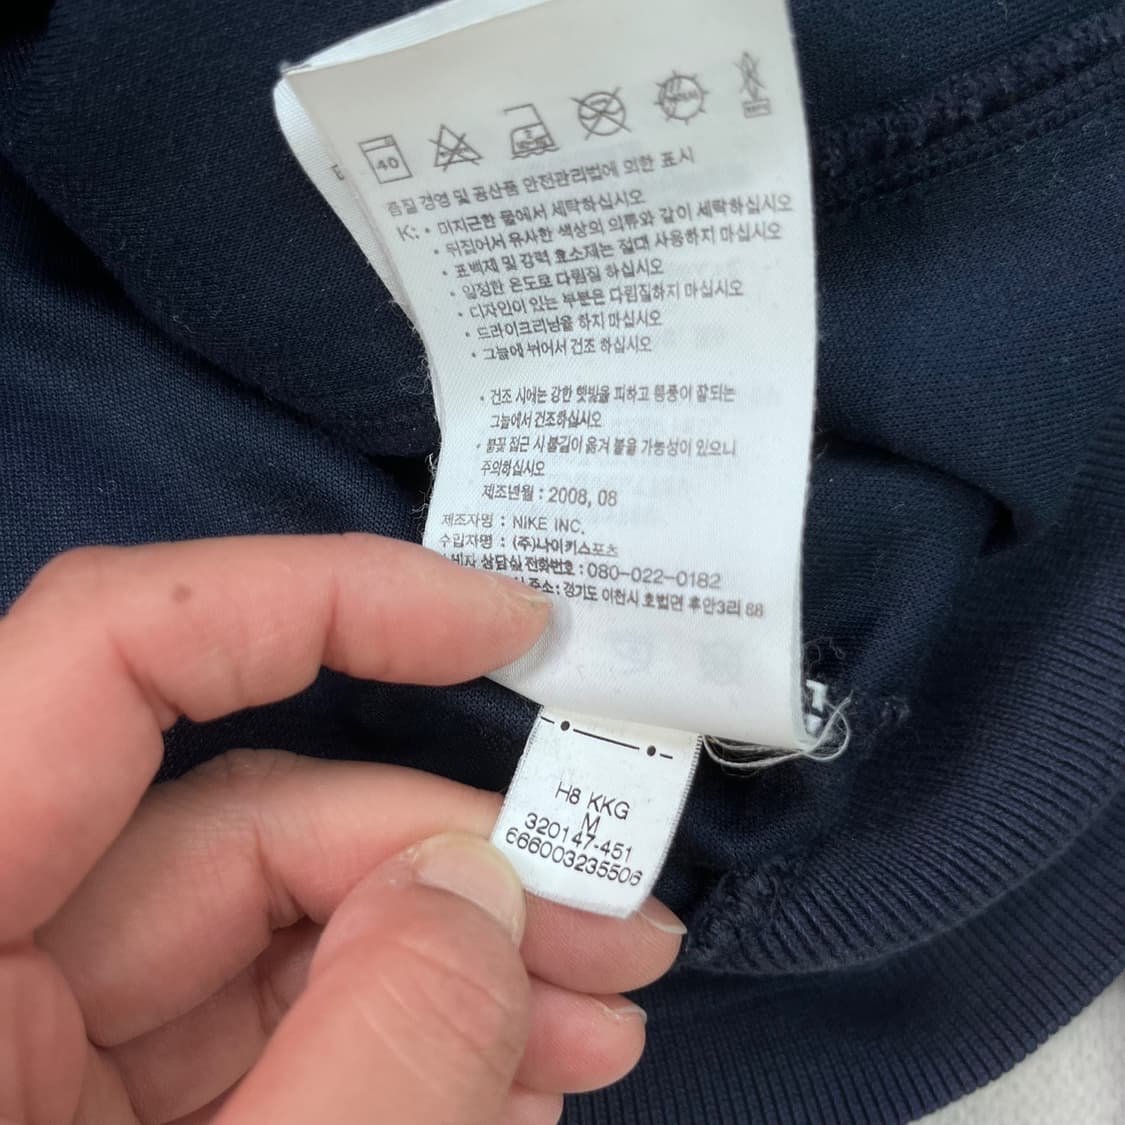 40
품질 경영 및 공산품 안전관리법에 의한 표시
K: • 미지근한 물에서 세탁하십시오
• 뒤집어서 유사한 색상의 의류와 같이 세탁하십시오
• 표백제 및 강력 효소제는 절대 사용하지 마십시오
• 일정한 온도로 다림질 하십시오
• 디자인이 있는 부분은 다림질하지 마십시오
• 드라이크리닝을 하지 마십시오
• 그늘에 뉘어서 건조 하십시오
• 건조 시에는 강한 햇빛을 피하고 통풍이 잘되는
그늘에서 건조하십시오
• 불꽃 접근 시 불길이 옮겨 붙을 가능성이 있으니
주의하십시오
제조년월 : 2008, 08
제조자명 : NIKE INC.
수입자명 : (주)나이키스포츠
상담실 전화번호 : 080-022-0182
주소 : 경기도 이천시 호법면 후안3리 88
H8 KKG
M
320147-451
666003235506